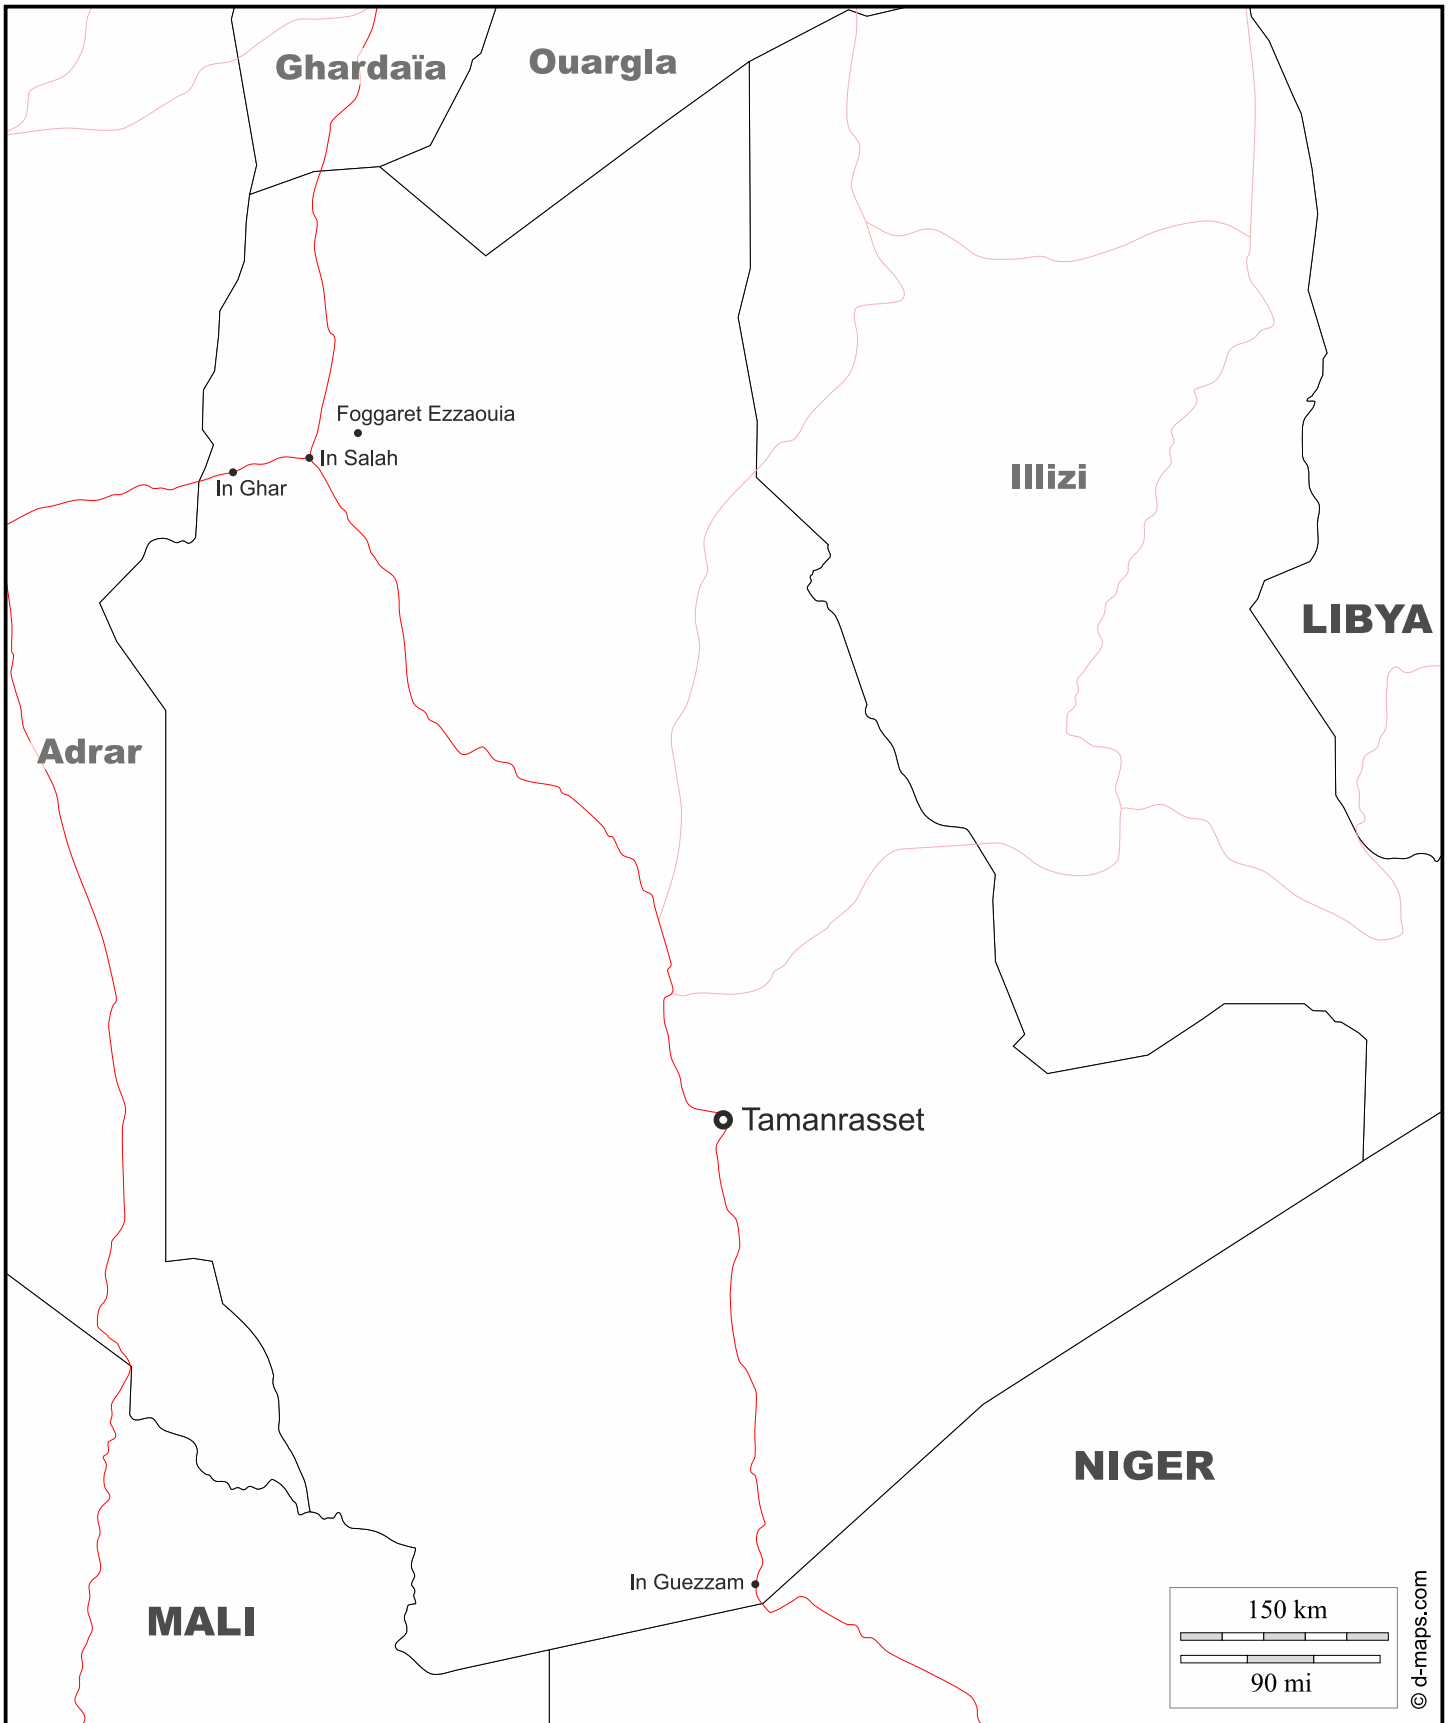 Ghardaïa
Ouargla
Foggaret Ezzaouia
In Salah
In Ghar
Illizi
LIBYA
Adrar
Tamanrasset
NIGER
In Guezzam
MALI
150 km
90 mi
© d-maps.com